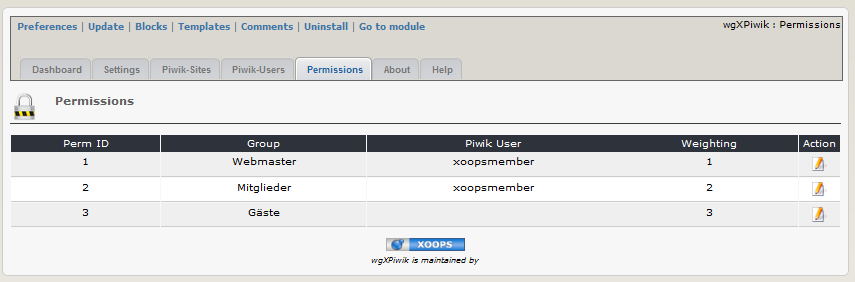 Preferences | Update | Blocks | Templates | Comments | Uninstall | Go to module
wgXPiwik : Permissions
Dashboard Settings Piwik-Sites Piwik-Users Permissions About Help
Permissions
Perm ID Group Piwik User Weighting Action
1 Webmaster xoopsmember 1
2 Mitglieder xoopsmember 2
3 Gäste 3
XOOPS
wgXPiwik is maintained by